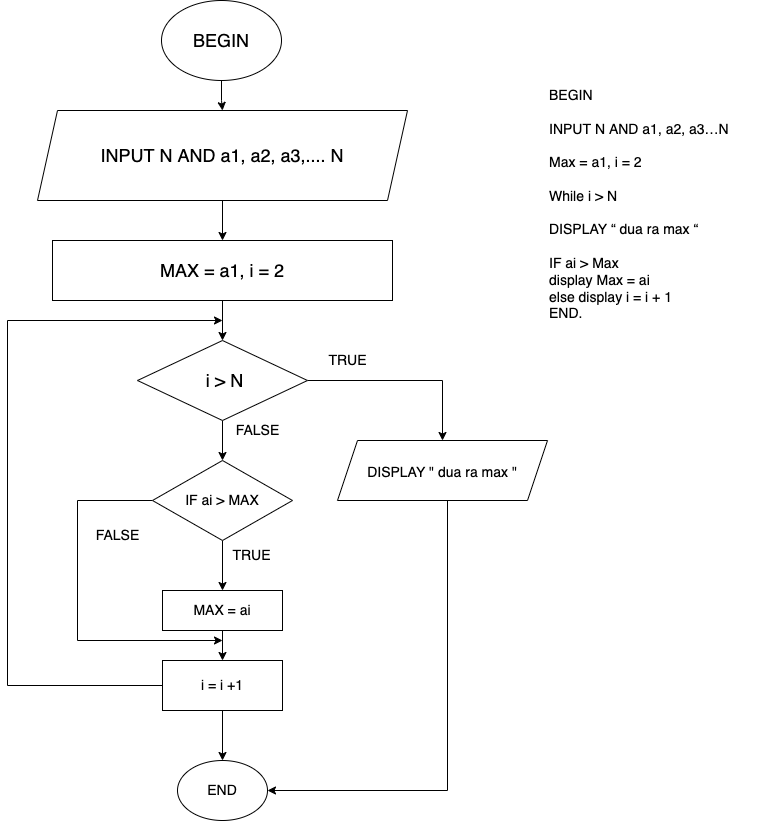 BEGIN
INPUT N AND a1, a2, a3,.... N
MAX = a1, i = 2
i > N
TRUE
FALSE
DISPLAY " dua ra max "
IF ai > MAX
FALSE
TRUE
MAX = ai
i = i +1
END
BEGIN
INPUT N AND a1, a2, a3...N
Max = a1, i = 2
While i > N
DISPLAY “ dua ra max “
IF ai > Max
display Max = ai
else display i = i + 1
END.